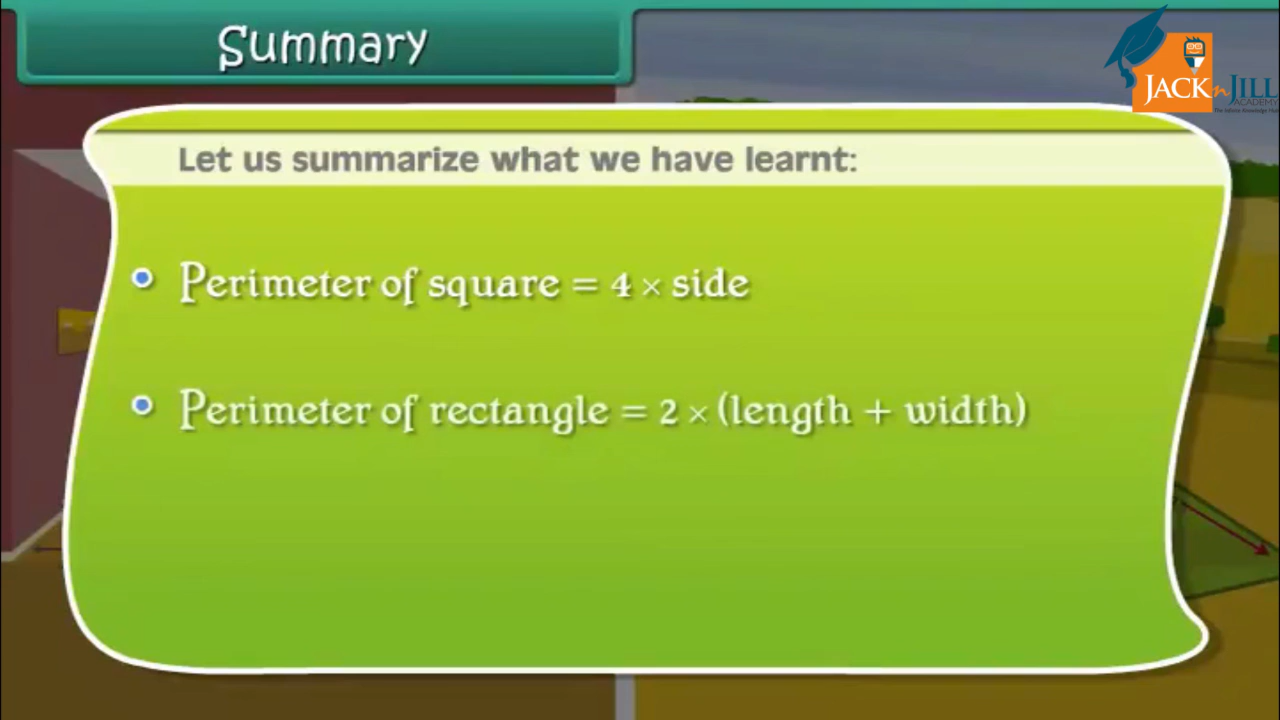 Summary
JACK n JILL
ACADEMY
Let us summarize what we have learnt:
Perimeter of square = 4 × side
Perimeter of rectangle = 2 × (length + width)